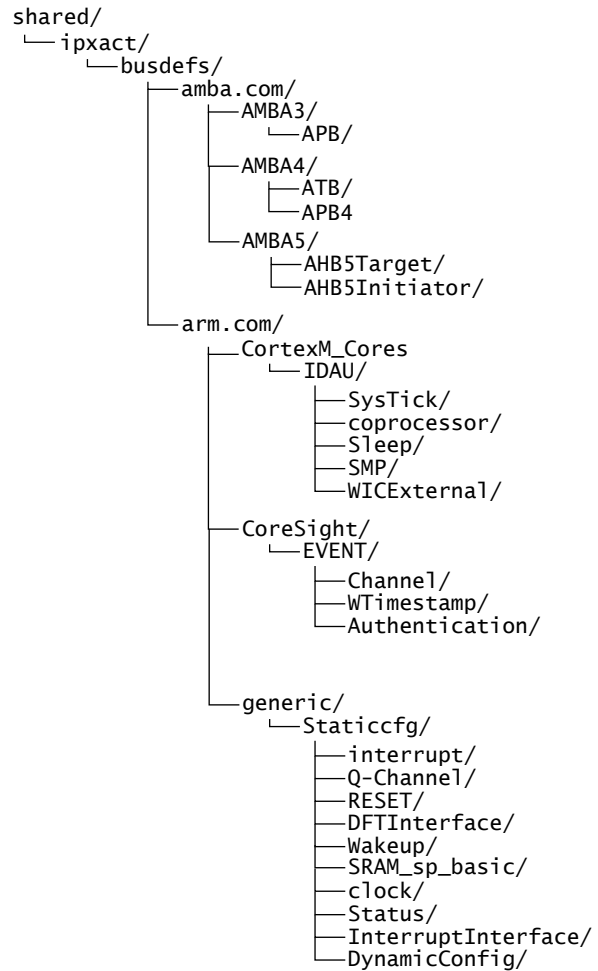 shared/
ipxact/
busdefs/
amba.com/
AMBA3/
APB/
AMBA4/
ATB/
APB4
AMBA5/
AHB5Target/
AHB5Initiator/
arm.com/
CortexM_Cores
IDAU/
SysTick/
coprocessor/
Sleep/
SMP/
WICExternal/
CoreSight/
EVENT/
Channel/
WTimestamp/
Authentication/
generic/
Staticcfg/
interrupt/
Q-Channel/
RESET/
DFTInterface/
Wakeup/
SRAM_sp_basic/
clock/
Status/
InterruptInterface/
DynamicConfig/